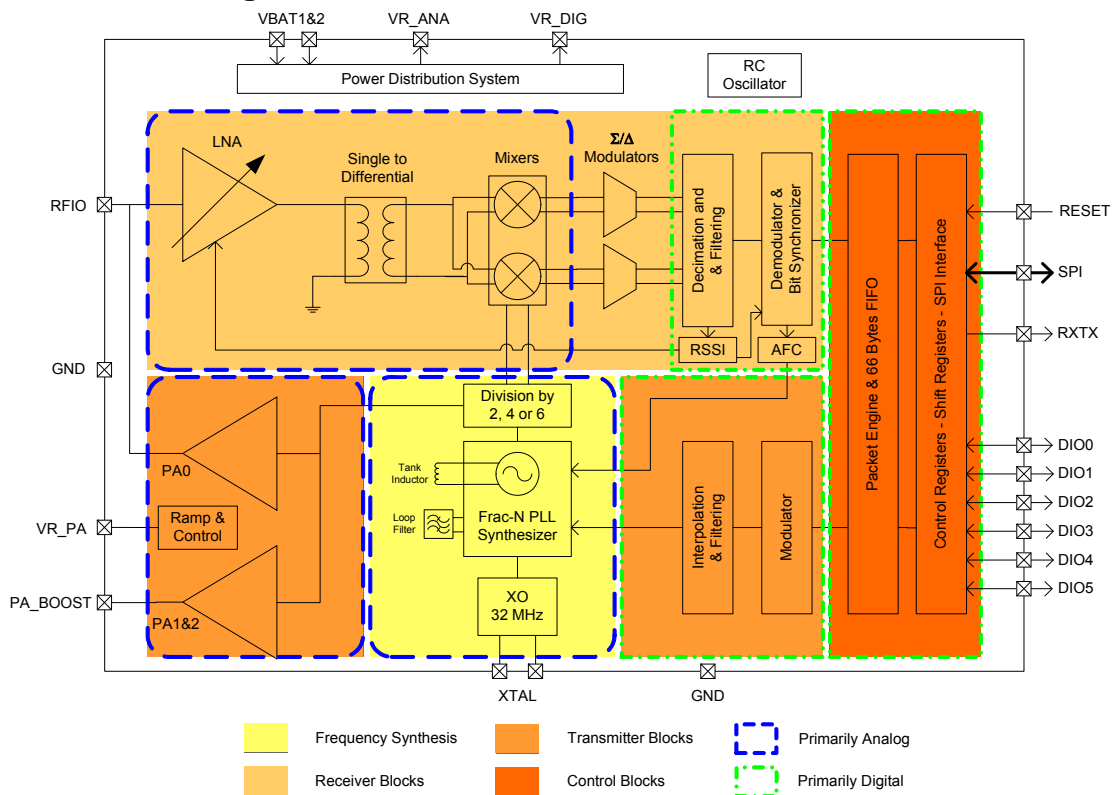 VBAT1&2
VR_ANA
VR_DIG
Power Distribution System
RC
Oscillator
LNA
Single to
Differential
Mixers
Σ/Δ
Modulators
Decimation and
& Filtering
Demodulator &
Bit Synchronizer
RSSI
AFC
Packet Engine & 66 Bytes FIFO
Control Registers - Shift Registers - SPI Interface
RFIO
GND
VR_PA
PA_BOOST
RESET
SPI
RXTX
DIO0
DIO1
DIO2
DIO3
DIO4
DIO5
PA0
Ramp &
Control
PA1&2
Division by
2, 4 or 6
Tank
Inductor
Loop
Filter
Frac-N PLL
Synthesizer
XO
32 MHz
Interpolation
& Filtering
Modulator
XTAL
GND
Frequency Synthesis
Transmitter Blocks
Primarily Analog
Receiver Blocks
Control Blocks
Primarily Digital